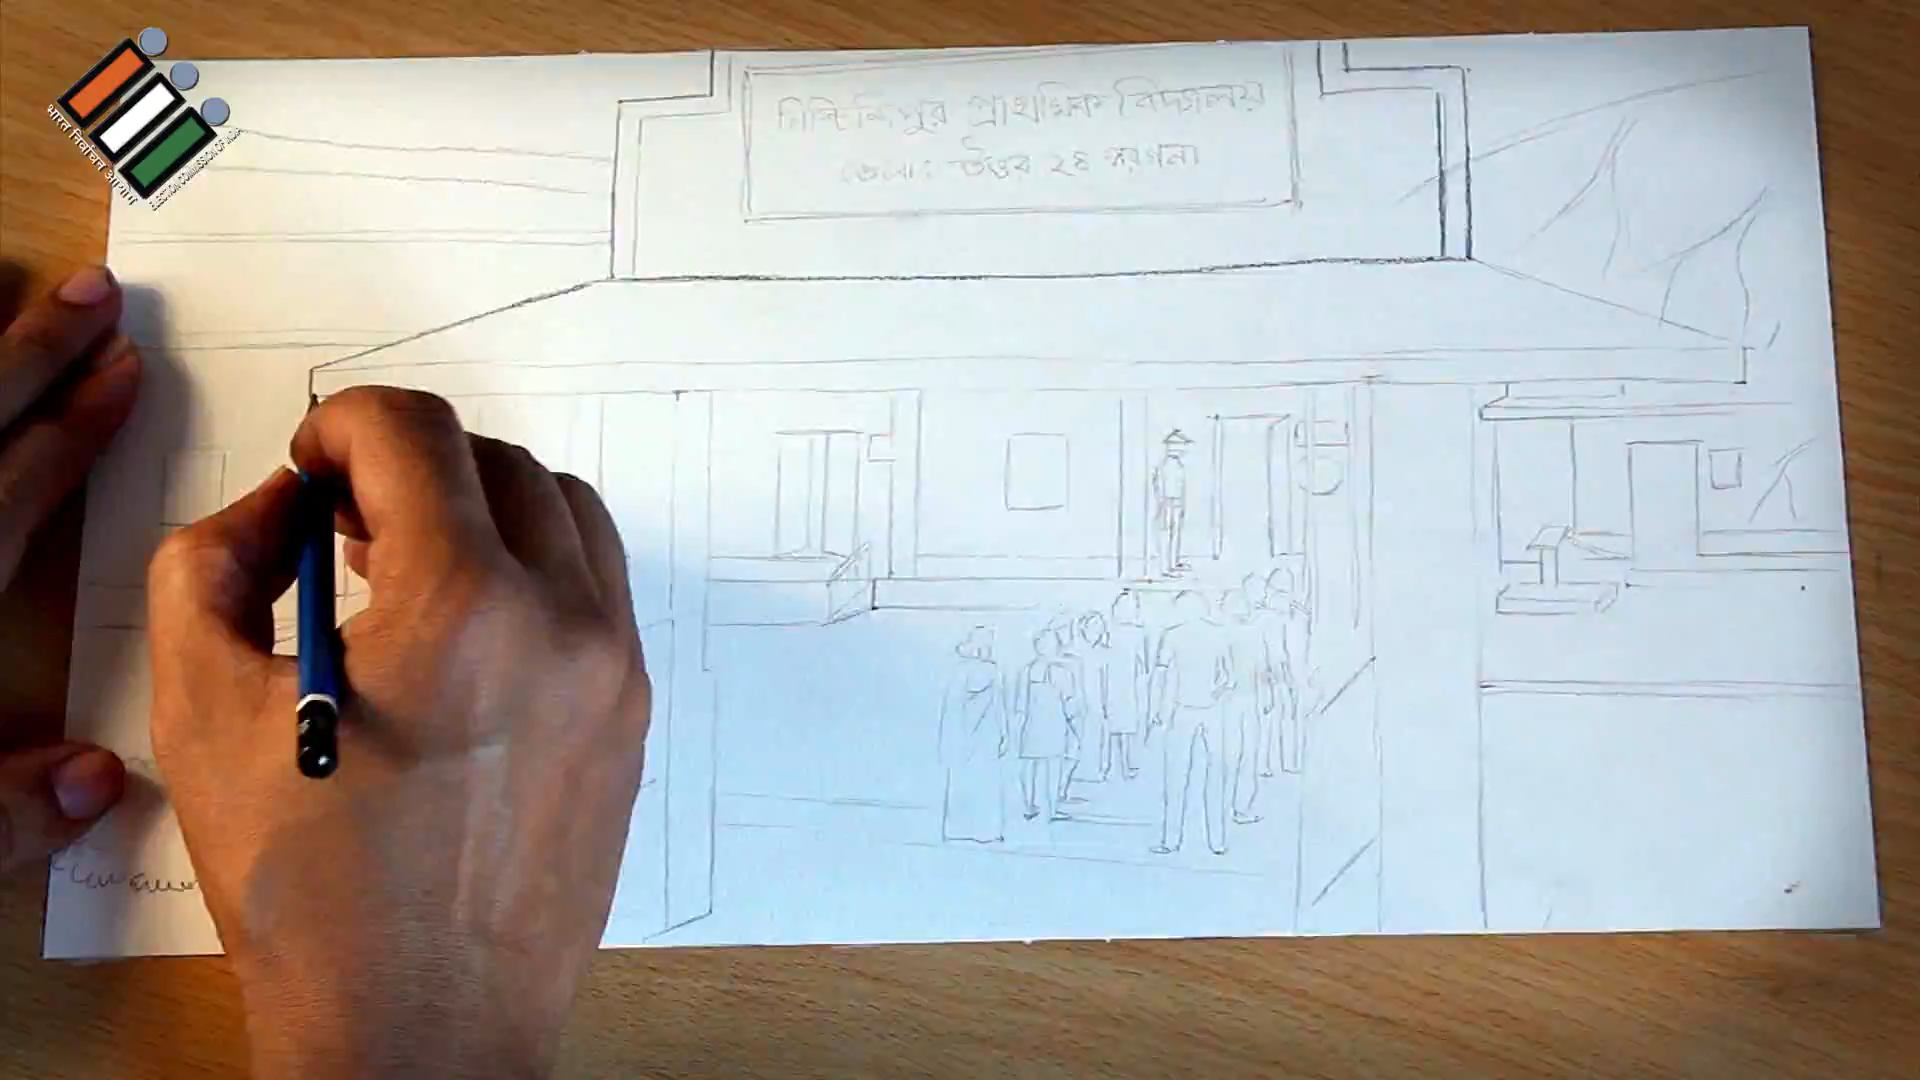 भारत निर्वाचन आयोग
ELECTION COMMISSION OF INDIA
নিশ্চিন্দিপুর প্রাথমিক বিদ্যালয়
জেলা: উত্তর ২৪ পরগনা